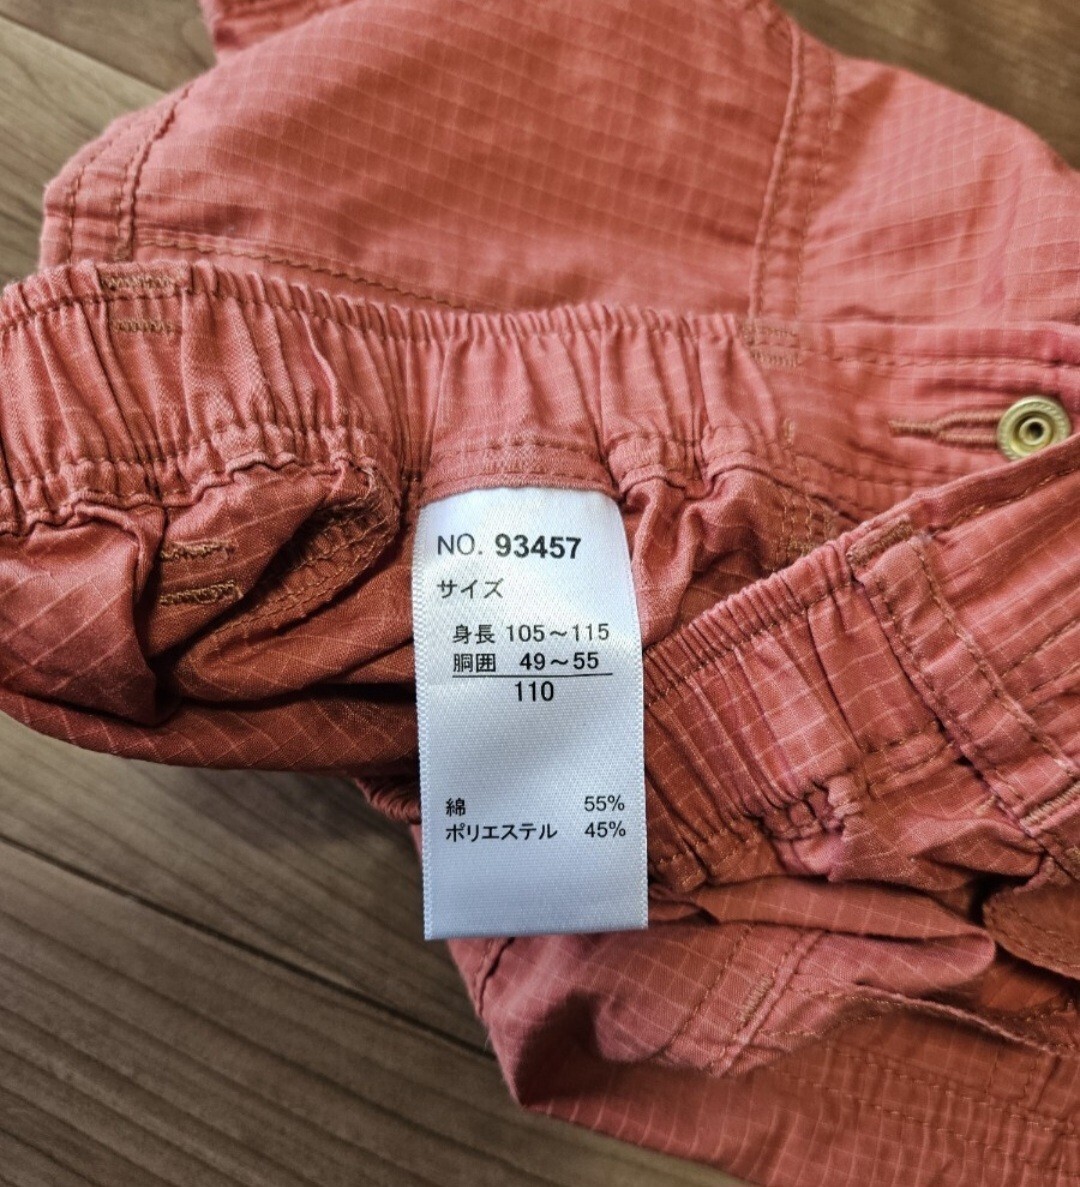 NO. 93457
サイズ
身長 105～115
胴囲 49～55
110
綿 55%
ポリエステル 45%